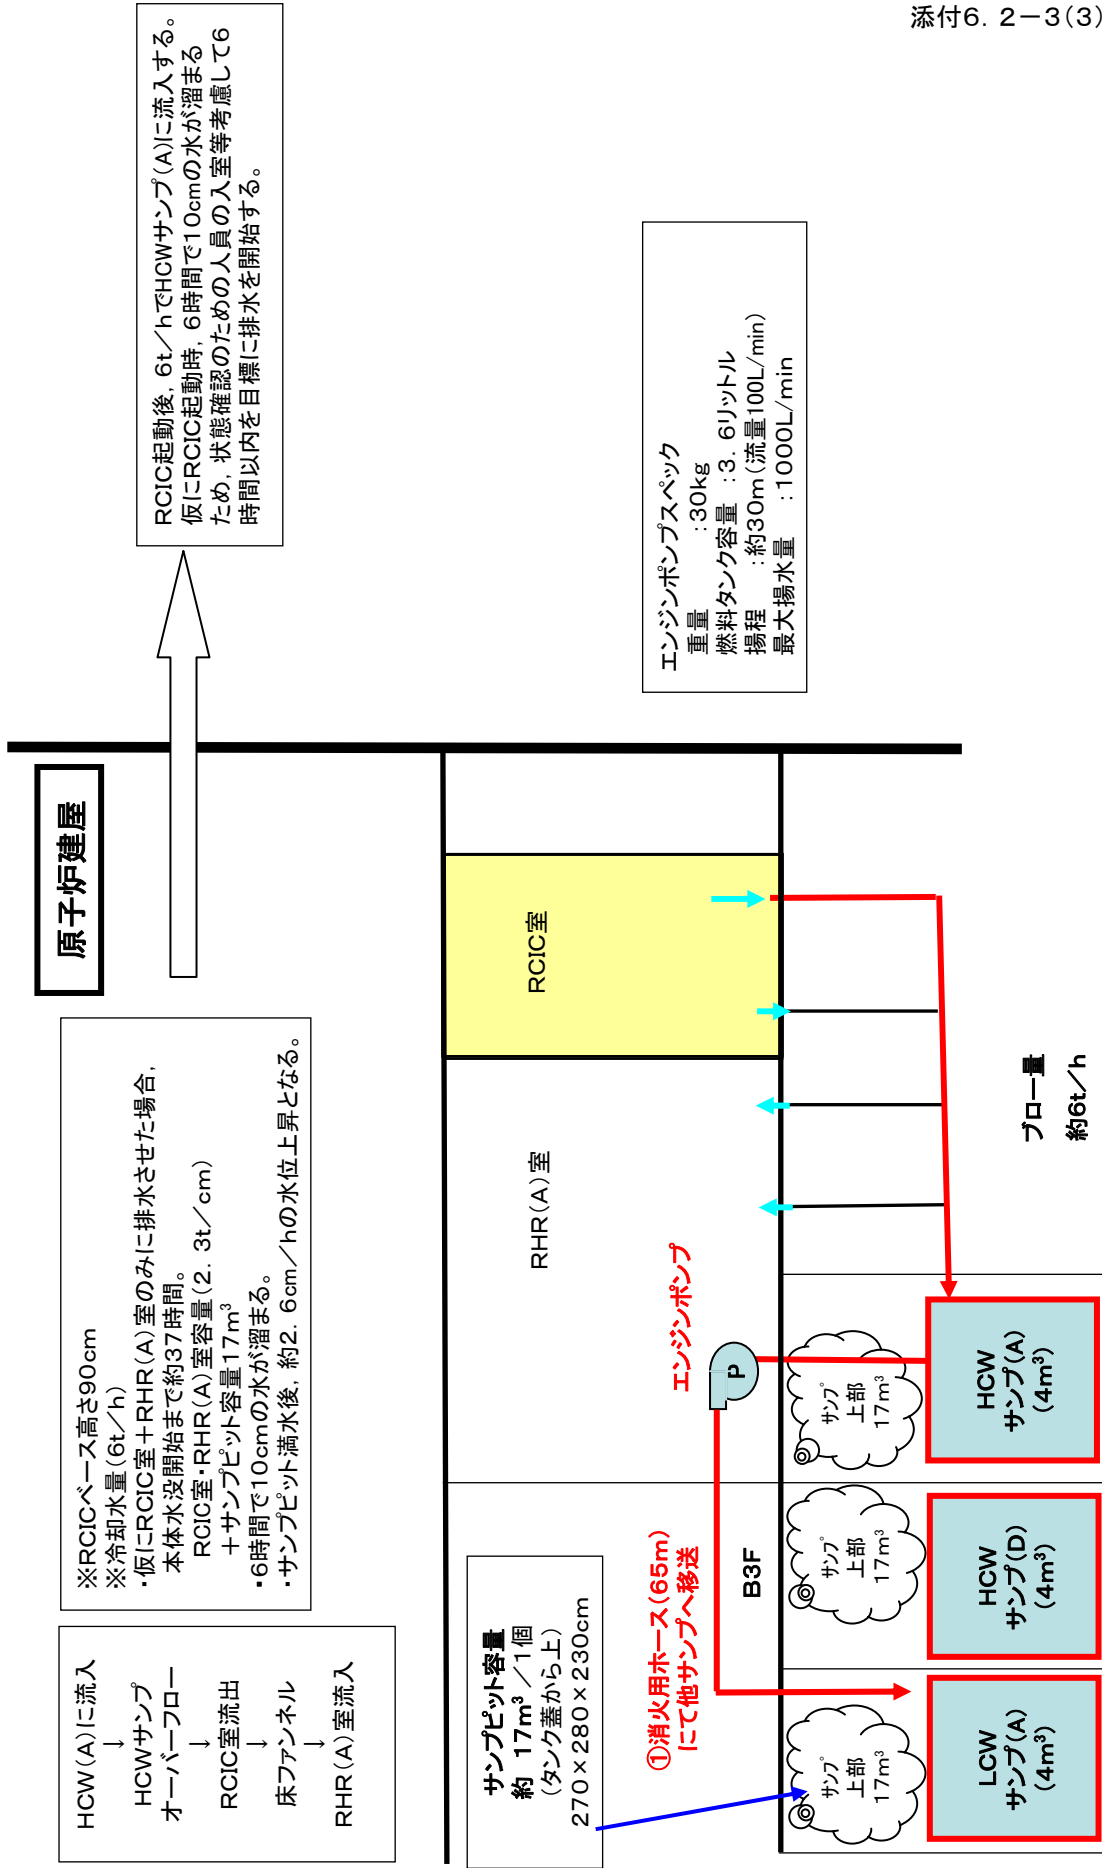 添付6. 2－3(3)
原子炉建屋
HCW(A)に流入
↓
HCWサンプ
オーバーフロー
↓
RCIC室流出
↓
床ファンネル
↓
RHR(A)室流入
※RCICベース高さ90cm
※冷却水量(6t/h)
・仮にRCIC室＋RHR(A)室のみに排水させた場合,
本体水没開始まで約37時間。
RCIC室・RHR(A)室容量(2. 3t/cm)
＋サンプピット容量17m³
・6時間で10cmの水が溜まる。
・サンプピット満水後, 約2. 6cm/hの水位上昇となる。
RCIC起動後, 6t/hでHCWサンプ(A)に流入する。
仮にRCIC起動時, 6時間で10cmの水が溜まる
ため, 状態確認のための人員の入室等考慮して6
時間以内を目標に排水を開始する。
サンプピット容量
約 17m³/1個
(タンク蓋から上)
270×280×230cm
RHR(A)室
RCIC室
エンジンポンプスペック
重量 :30kg
燃料タンク容量 :3. 6リットル
揚程 :約30m(流量100L/min)
最大揚水量 :1000L/min
①消火用ホース(65m)
にて他サンプへ移送
エンジンポンプ
P
B3F
サンプ
上部
17m³
サンプ
上部
17m³
サンプ
上部
17m³
LCW
サンプ(A)
(4m³)
HCW
サンプ(D)
(4m³)
HCW
サンプ(A)
(4m³)
ブロー量
約6t/h